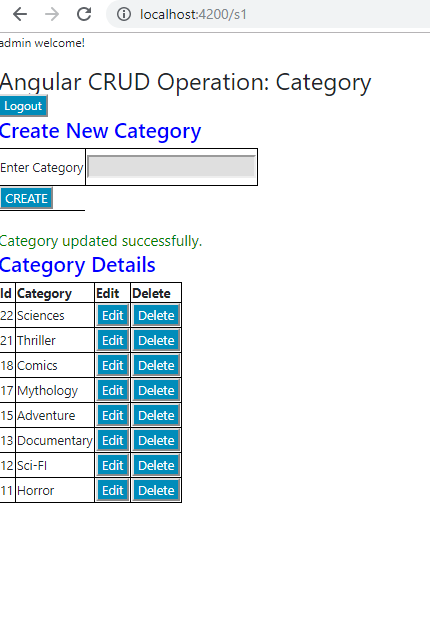 localhost:4200/s1
admin welcome!
Angular CRUD Operation: Category
Logout
Create New Category
Enter Category
CREATE
Category updated successfully.
Category Details
Id Category Edit Delete
22 Sciences Edit Delete
21 Thriller Edit Delete
18 Comics Edit Delete
17 Mythology Edit Delete
15 Adventure Edit Delete
13 Documentary Edit Delete
12 Sci-FI Edit Delete
11 Horror Edit Delete